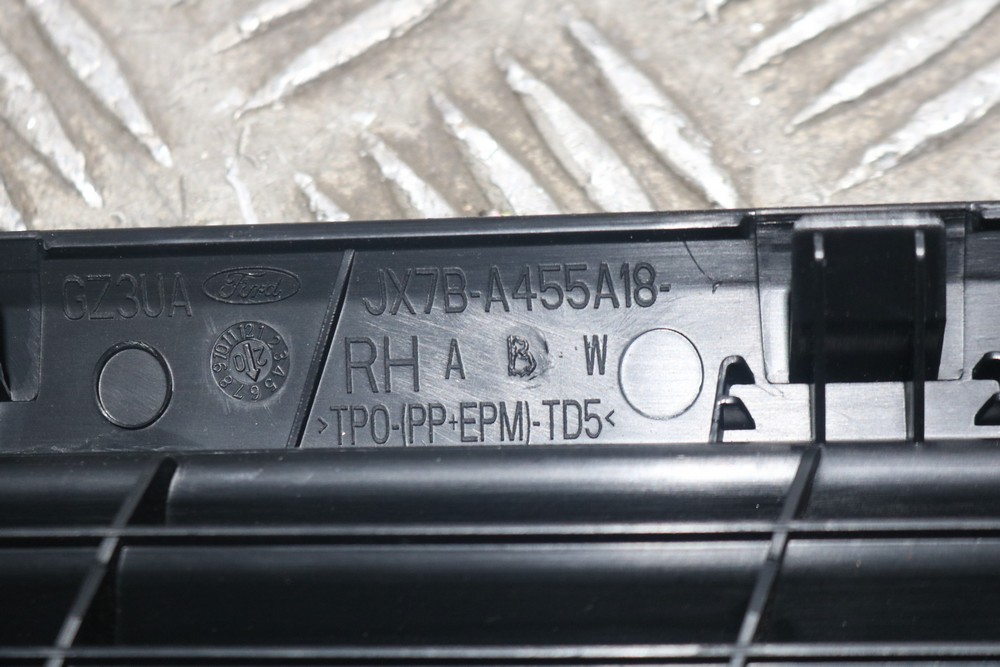 GZ3UA
Ford
JX7B-A455A18-
RH A B W
>TPO-(PP+EPM)-TD5<